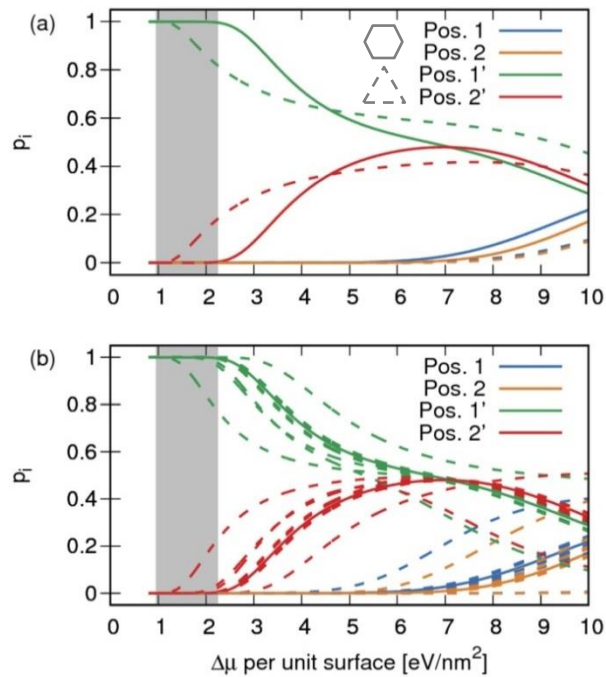 (a)
Pos. 1
Pos. 2
Pos. 1'
Pos. 2'
1
0.8
0.6
0.4
0.2
0
p_i
0 1 2 3 4 5 6 7 8 9 10
(b)
Pos. 1
Pos. 2
Pos. 1'
Pos. 2'
1
0.8
0.6
0.4
0.2
0
p_i
0 1 2 3 4 5 6 7 8 9 10
Δμ per unit surface [eV/nm²]